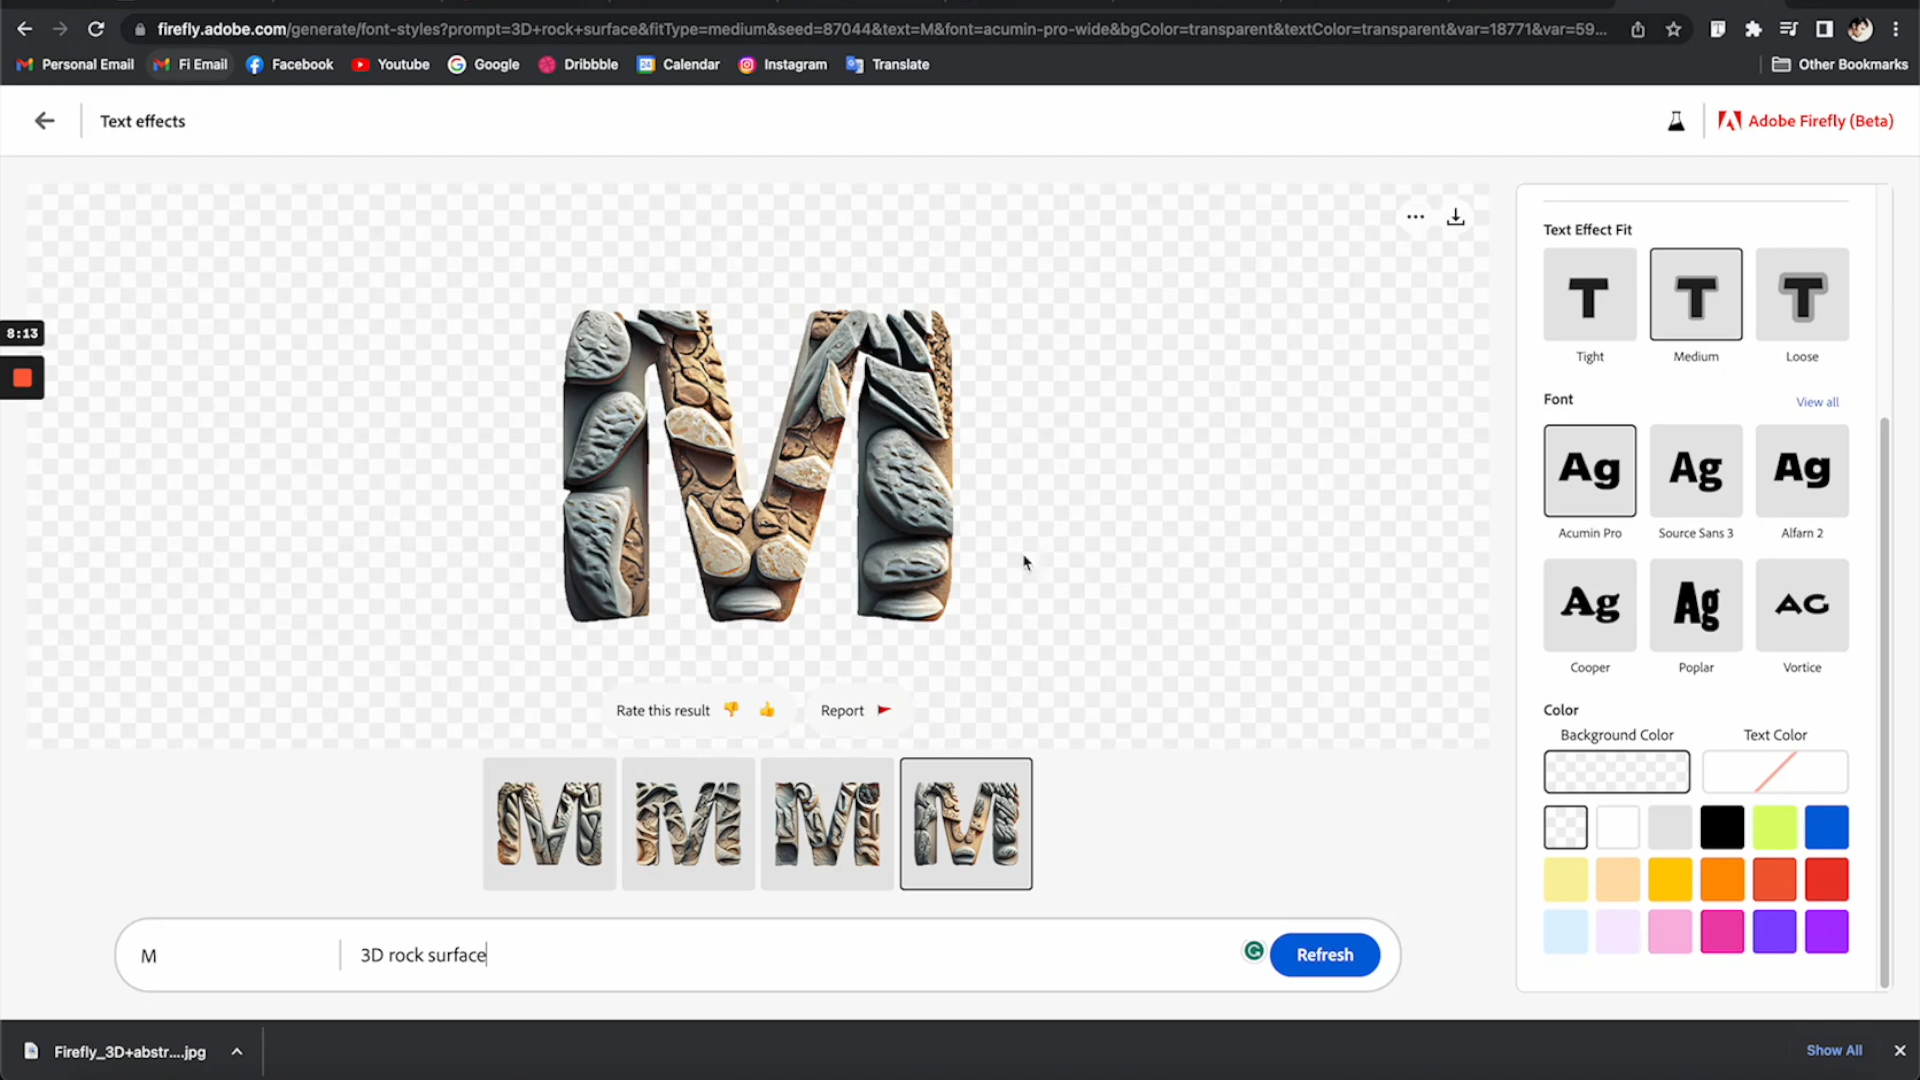 firefly.adobe.com/generate/font-styles?prompt=3D+rock+surface&fitType=medium&seed=87044&text=M&font=acumin-pro-wide&bgColor=transparent&textColor=transparent&var=18771&var=59...
Personal Email
Fi Email
Facebook
Youtube
Google
Dribbble
Calendar
Instagram
Translate
Other Bookmarks
Text effects
Adobe Firefly (Beta)
8:13
M
Rate this result
Report
M
M
M
M
M
3D rock surface
Refresh
Text Effect Fit
T
T
T
Tight
Medium
Loose
Font
View all
Ag
Ag
Ag
Acumin Pro
Source Sans 3
Alfarn 2
Ag
Ag
AG
Cooper
Poplar
Vortice
Color
Background Color
Text Color
Firefly_3D+abstr....jpg
Show All